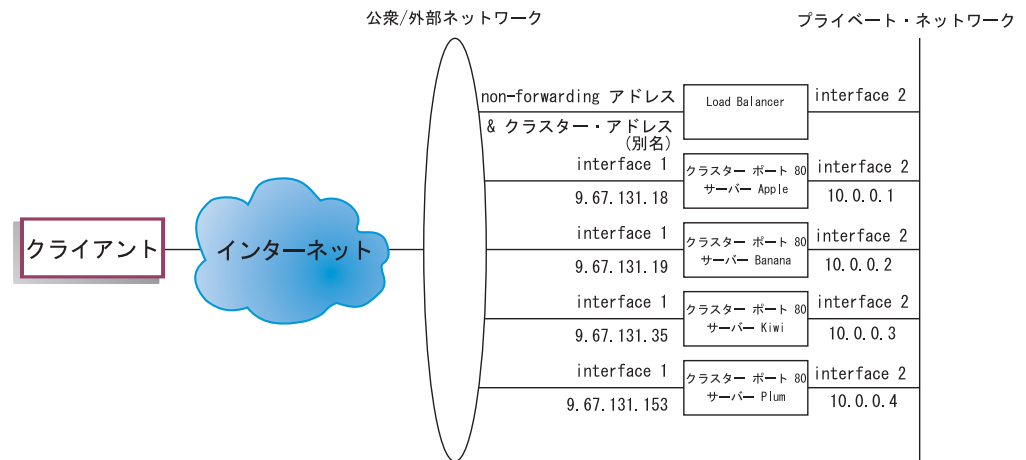 公衆/外部ネットワーク
プライベート・ネットワーク
non-forwarding アドレス
& クラスター・アドレス
(別名)
Load Balancer
interface 2
interface 1
9.67.131.18
クラスター ポート 80
サーバー Apple
interface 2
10.0.0.1
interface 1
9.67.131.19
クラスター ポート 80
サーバー Banana
interface 2
10.0.0.2
クライアント
インターネット
interface 1
9.67.131.35
クラスター ポート 80
サーバー Kiwi
interface 2
10.0.0.3
interface 1
9.67.131.153
クラスター ポート 80
サーバー Plum
interface 2
10.0.0.4